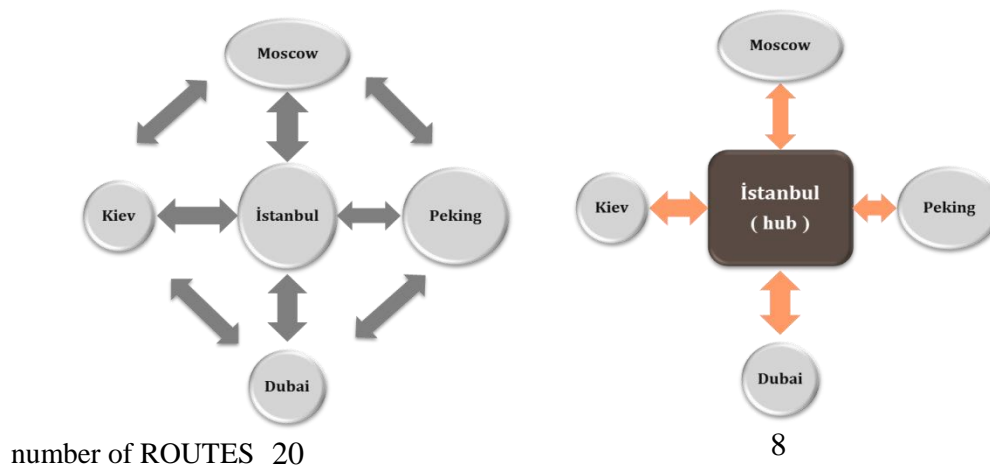 Moscow
Kiev
İstanbul
Peking
Dubai
number of ROUTES 20
Moscow
Kiev
İstanbul
( hub )
Peking
Dubai
8